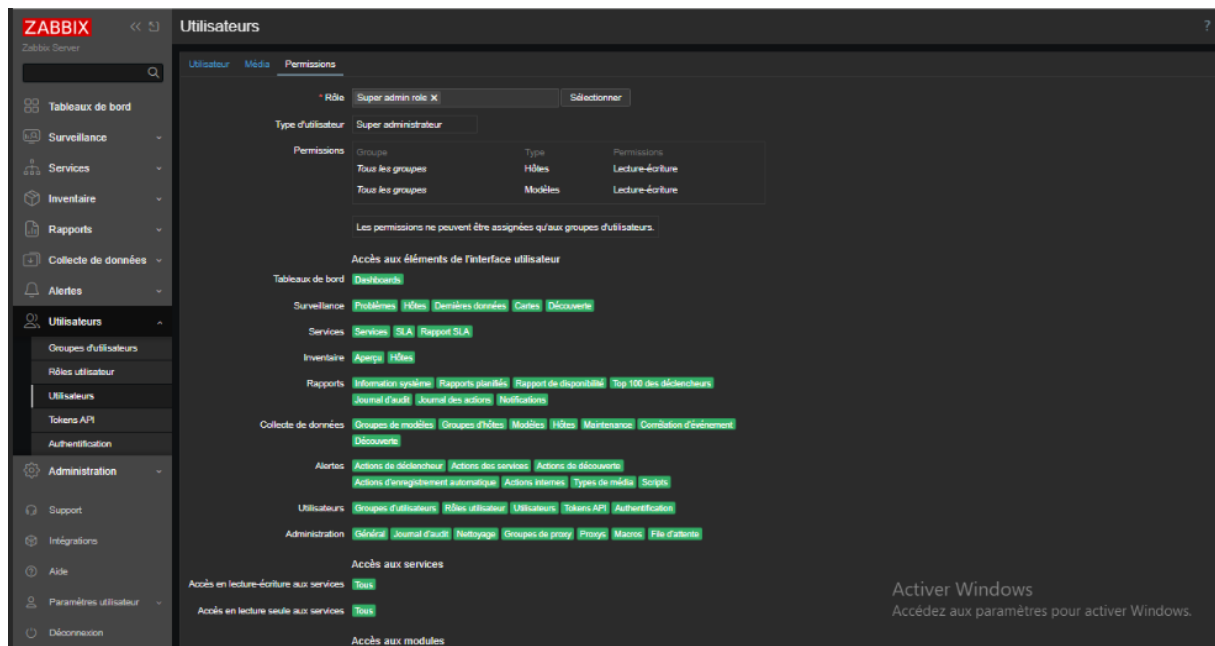 ZABBIX
Utilisateurs
?
Zabbix Server
Utilisateur Média Permissions
* Rôle Super admin role Sélectionner
Tableaux de bord
Type d'utilisateur Super administrateur
Surveillance
Permissions Groupe Type Permissions
Tous les groupes Hôtes Lecture-écriture
Services
Tous les groupes Modèles Lecture-écriture
Inventaire
Rapports
Les permissions ne peuvent être assignées qu'aux groupes d'utilisateurs.
Collecte de données
Accès aux éléments de l'interface utilisateur
Tableaux de bord Dashboards
Alertes
Surveillance Problèmes Hôtes Dernières données Cartes Découverte
Utilisateurs
Services Services SLA Rapport SLA
Groupes d'utilisateurs
Inventaire Aperçu Hôtes
Rôles utilisateur
Rapports Information système Rapports planifiés Rapport de disponibilité Top 100 des déclencheurs
Journal d'audit Journal des actions Notifications
Utilisateurs
Tokens API
Collecte de données Groupes de modèles Groupes d'hôtes Modèles Hôtes Maintenance Corrélation d'événement
Découverte
Authentification
Alertes Actions de déclencheur Actions des services Actions de découverte
Actions d'enregistrement automatique Actions internes Types de média Scripts
Administration
Utilisateurs Groupes d'utilisateurs Rôles utilisateur Utilisateurs Tokens API Authentification
Support
Administration Général Journal d'audit Nettoyage Groupes de proxy Proxys Macros File d'attente
Intégrations
Accès aux services
Aide
Accès en lecture-écriture aux services Tous
Activer Windows
Paramètres utilisateur
Accès en lecture seule aux services Tous
Accédez aux paramètres pour activer Windows.
Déconnexion
Accès aux modules